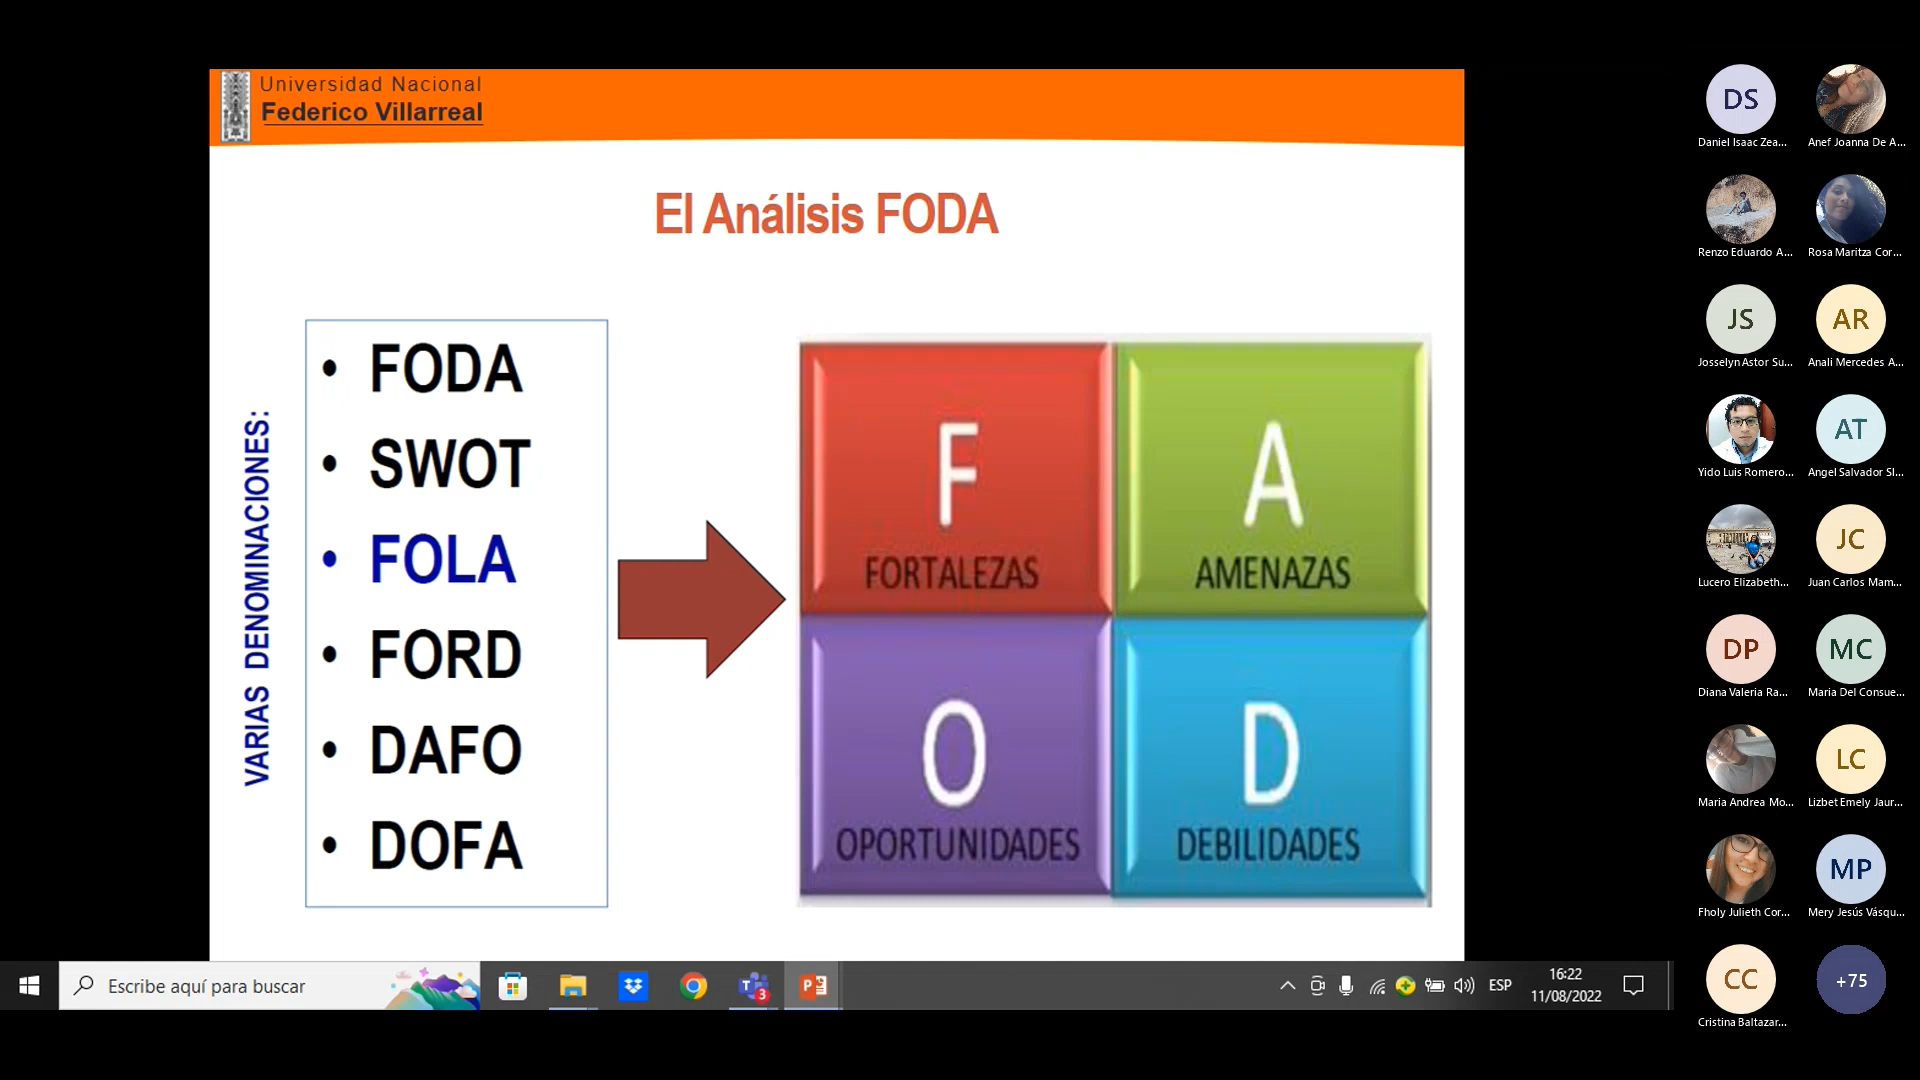 Universidad Nacional
Federico Villarreal
El Análisis FODA
VARIAS DENOMINACIONES:
• FODA
• SWOT
• FOLA
• FORD
• DAFO
• DOFA
F
FORTALEZAS
A
AMENAZAS
O
OPORTUNIDADES
D
DEBILIDADES
DS
Daniel Isaac Zea...
Anef Joanna De A...
Renzo Eduardo A...
Rosa Maritza Cor...
JS
Josselyn Astor Su...
AR
Anali Mercedes A...
Yido Luis Romero...
AT
Angel Salvador Sl...
Lucero Elizabeth...
JC
Juan Carlos Mam...
DP
Diana Valeria Ra...
MC
Maria Del Consue...
Maria Andrea Mo...
LC
Lizbet Emely Jaur...
Fholy Julieth Cor...
MP
Mery Jesús Vásqu...
CC
Cristina Baltazar...
+75
Escribe aquí para buscar
3
ESP
16:22
11/08/2022